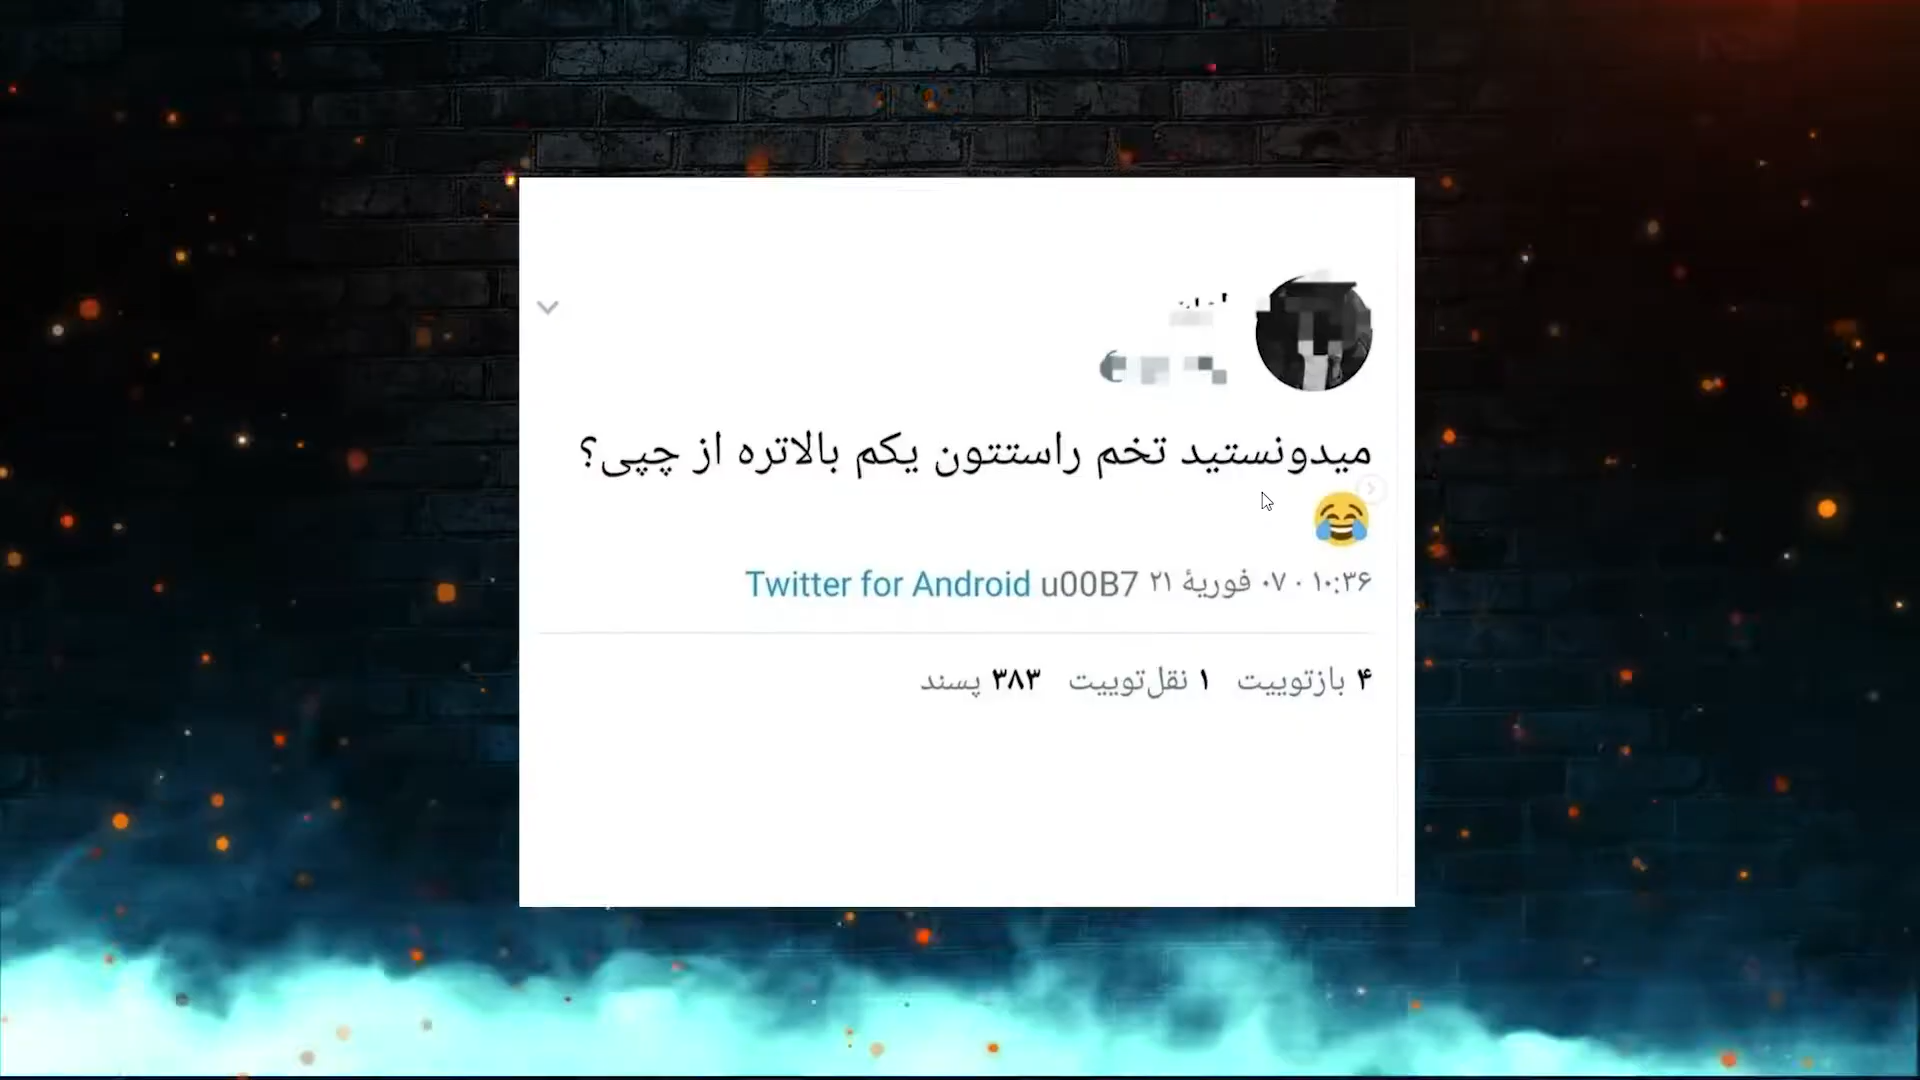 میدونستید تخم راستتون یکم بالاتره از چپی؟
😂
۱۰:۳۶ · ۰۷ فوریهٔ ۲۱ u00B7 Twitter for Android
۴ بازتوییت ۱ نقل‌توییت ۳۸۳ پسند